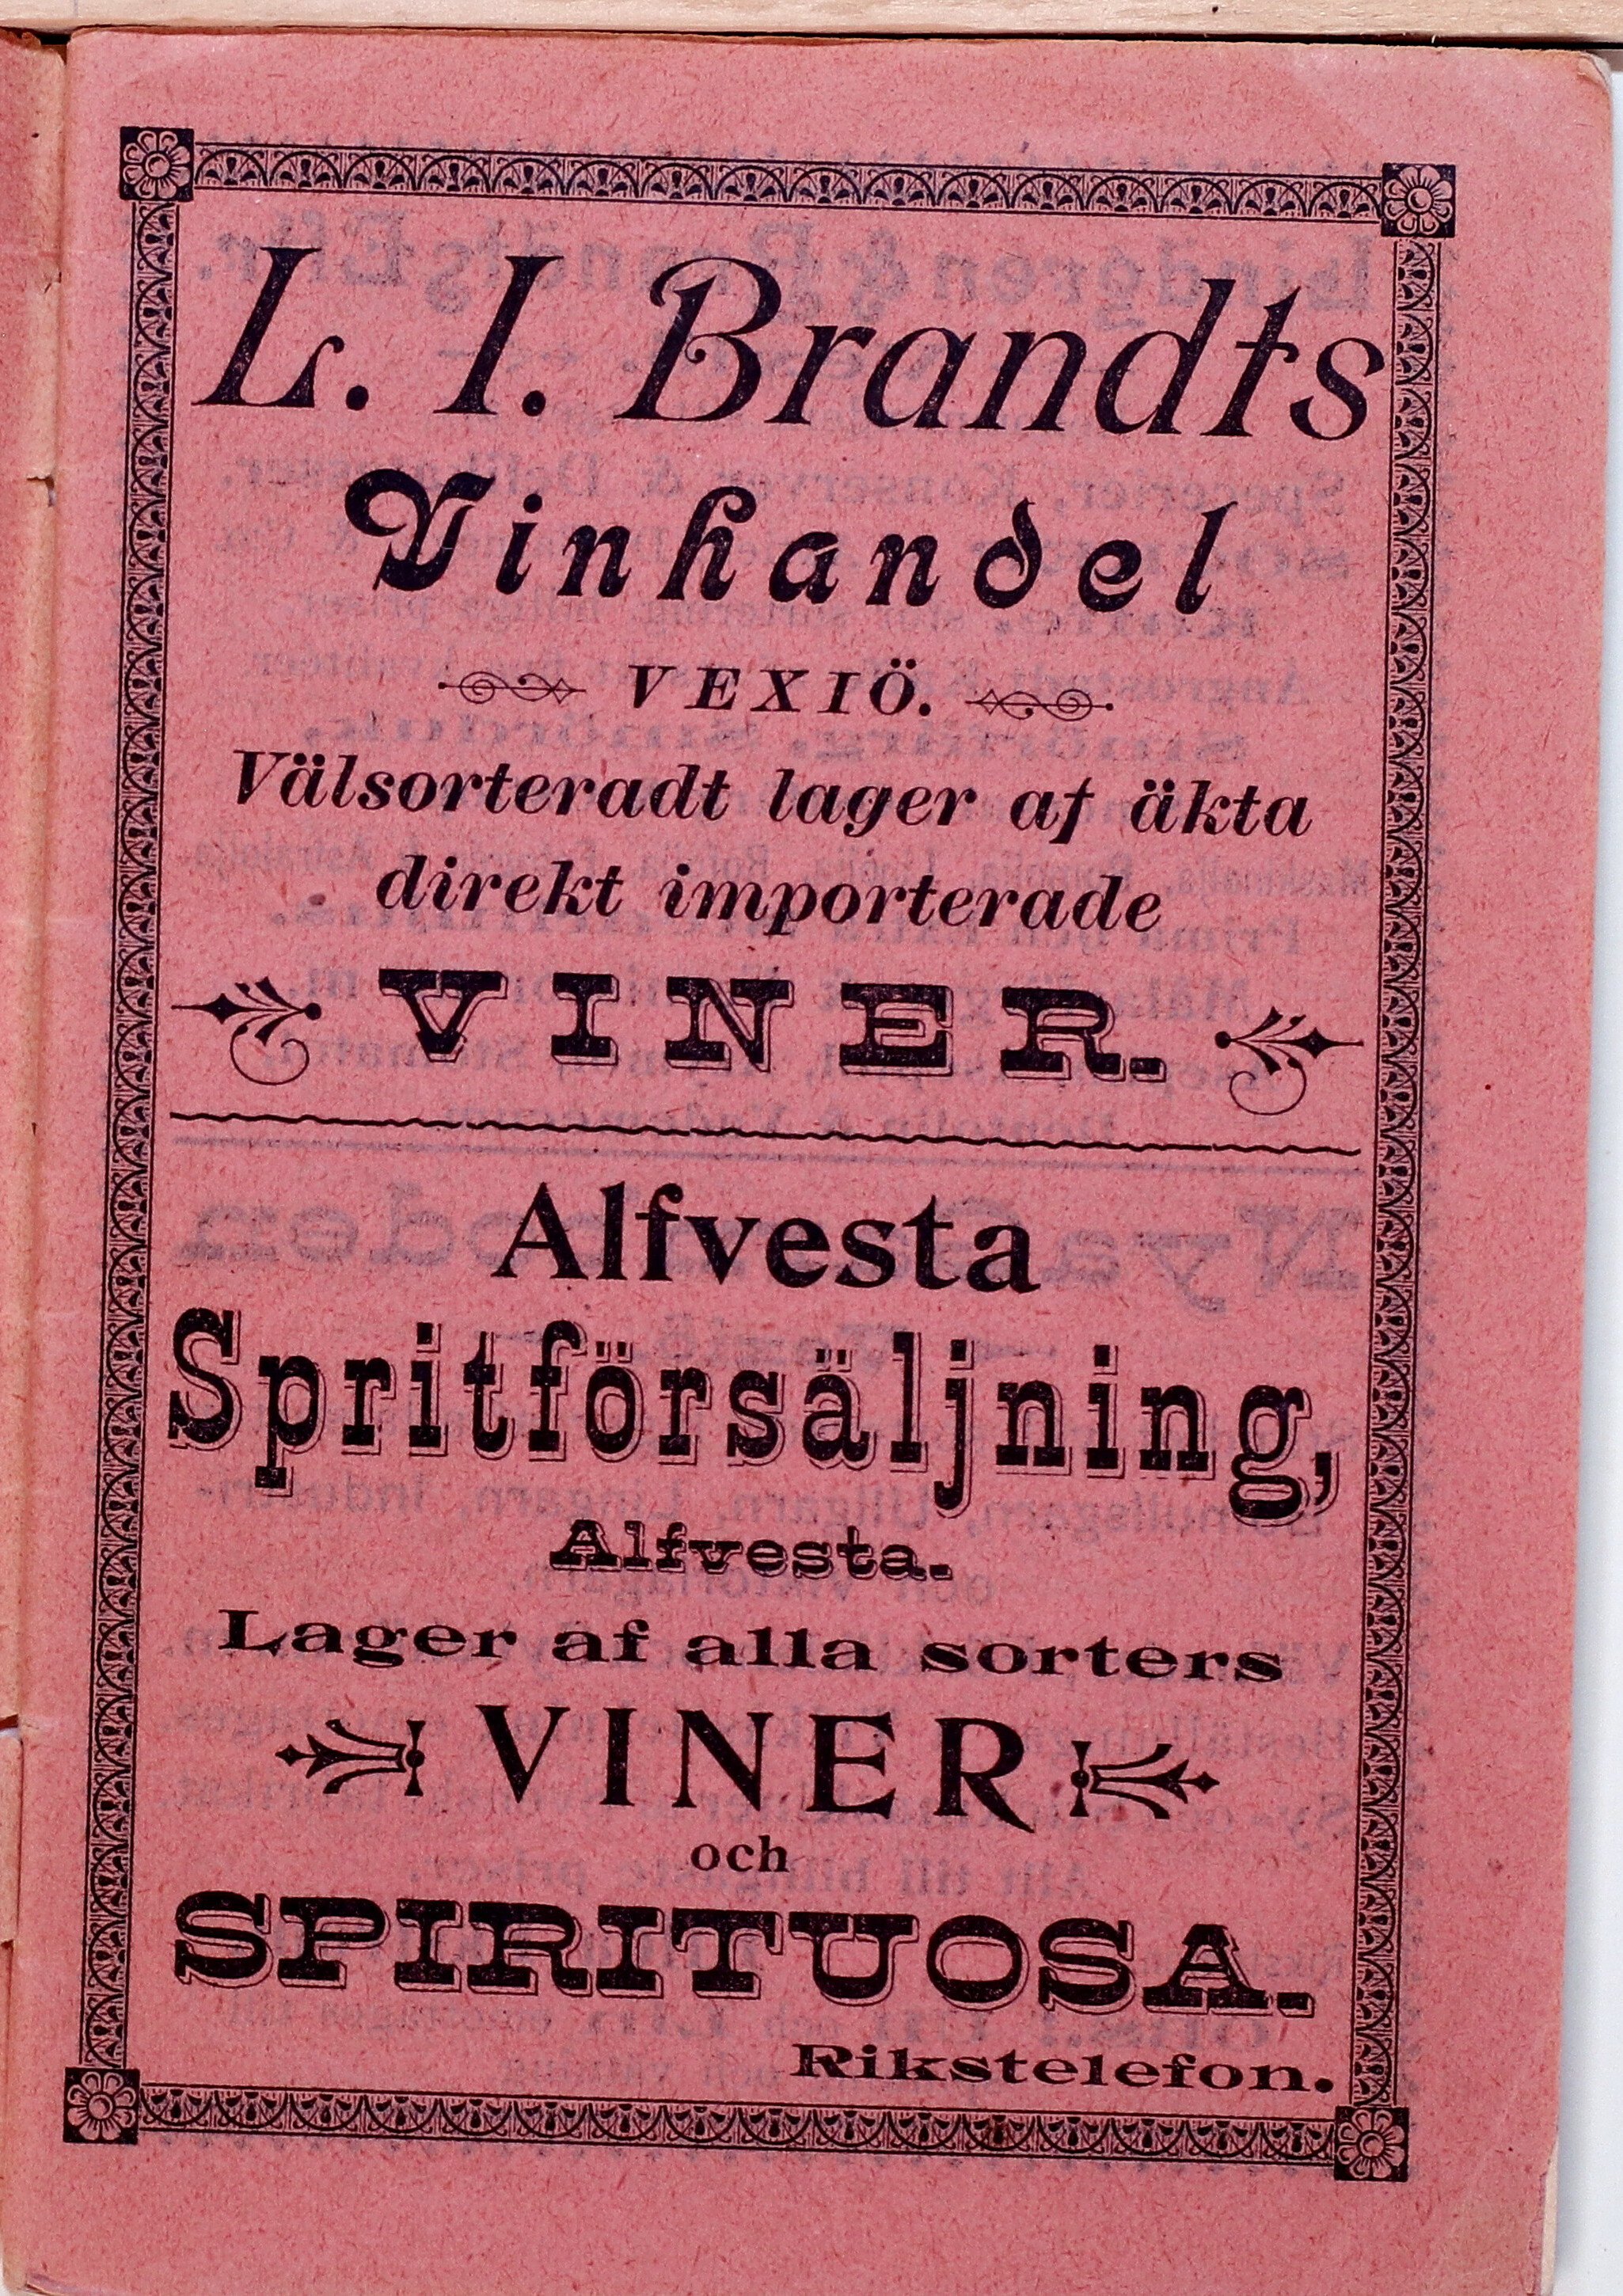 L. I. Brandts
Vinhandel
VEXIÖ.
Välsorteradt lager af äkta
direkt importerade
VINER.
Alfvesta
Spritförsäljning,
Alfvesta.
Lager af alla sorters
VINER
och
SPIRITUOSA.
Rikstelefon.